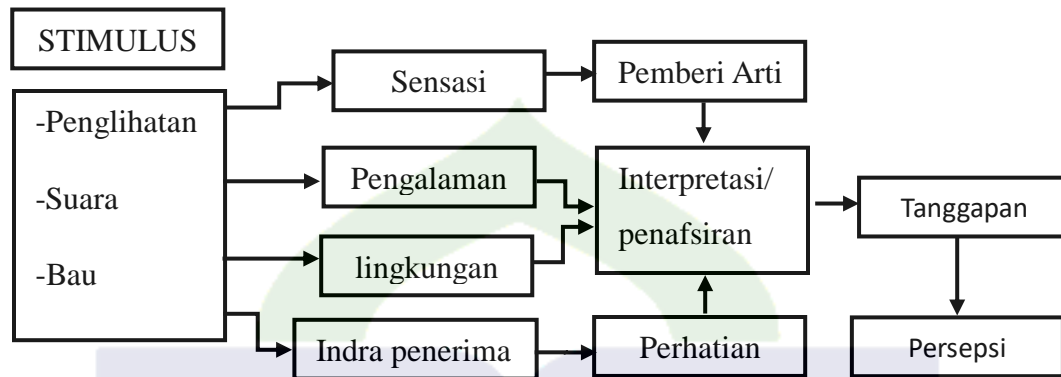 STIMULUS
-Penglihatan
-Suara
-Bau
Sensasi
Pemberi Arti
Pengalaman
lingkungan
Interpretasi/
penafsiran
Tanggapan
Indra penerima
Perhatian
Persepsi